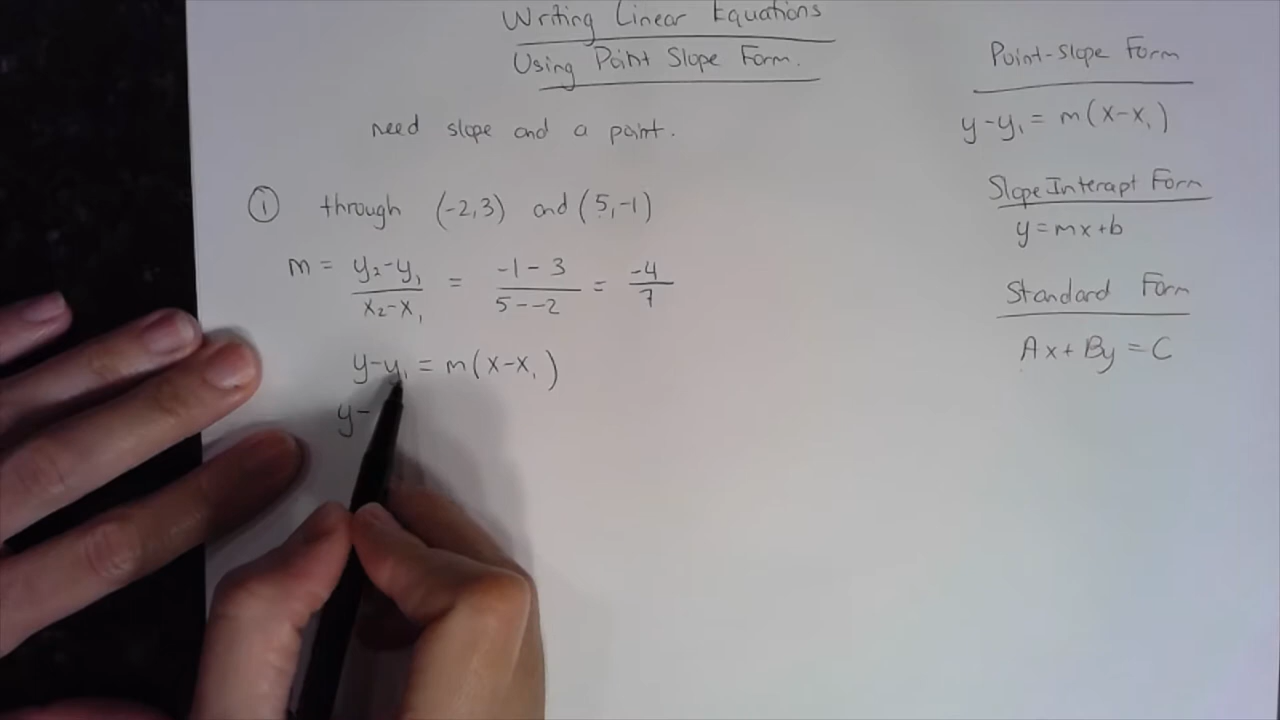 Writing Linear Equations
Using Point Slope Form.
need slope and a point.
① through (-2,3) and (5,-1)
m = y₂-y₁ / x₂-x₁ = -1-3 / 5--2 = -4 / 7
y-y₁ = m(x-x₁)
y-
Point-Slope Form
y-y₁ = m(x-x₁)
Slope Intercept Form
y=mx+b
Standard Form
Ax+By=C